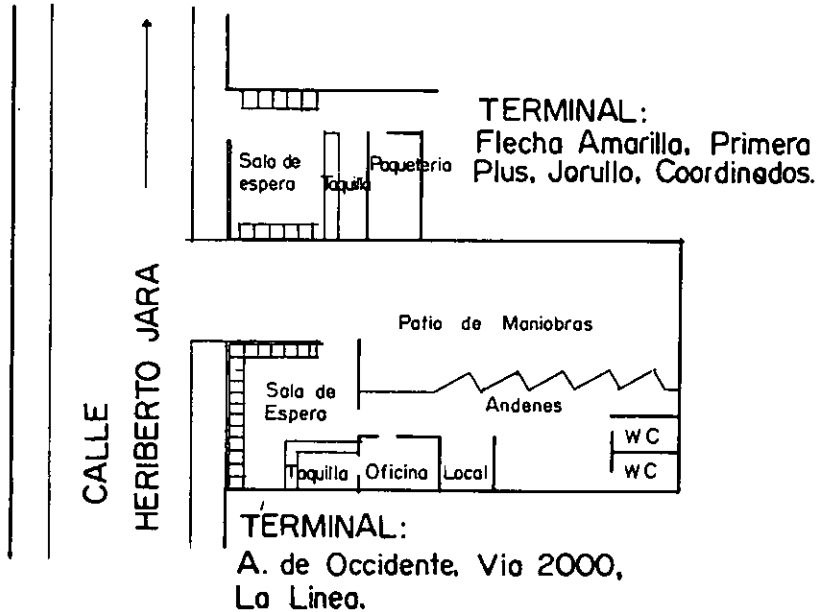 TERMINAL:
Flecha Amarilla, Primera
Plus, Jorullo, Coordinados.
Sala de
espera
Taquilla
Paqueteria
CALLE
HERIBERTO JARA
Patio de Maniobras
Sala de
Espera
Andenes
WC
WC
Taquilla
Oficina
Local
TERMINAL:
A. de Occidente, Via 2000,
La Linea.